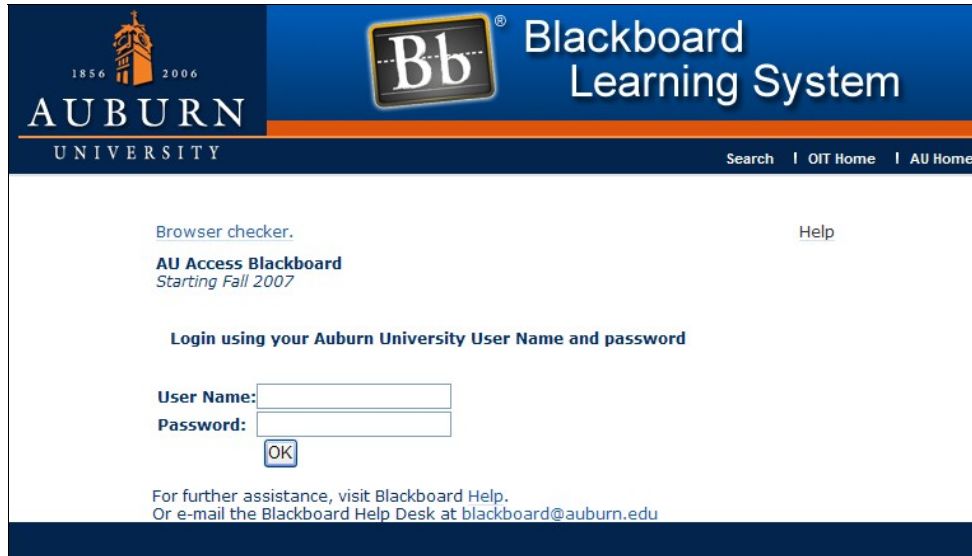 1856 2006
AUBURN
UNIVERSITY
Bb ®
Blackboard
Learning System
Search | OIT Home | AU Home
Browser checker.
Help
AU Access Blackboard
Starting Fall 2007
Login using your Auburn University User Name and password
User Name:
Password:
OK
For further assistance, visit Blackboard Help.
Or e-mail the Blackboard Help Desk at blackboard@auburn.edu